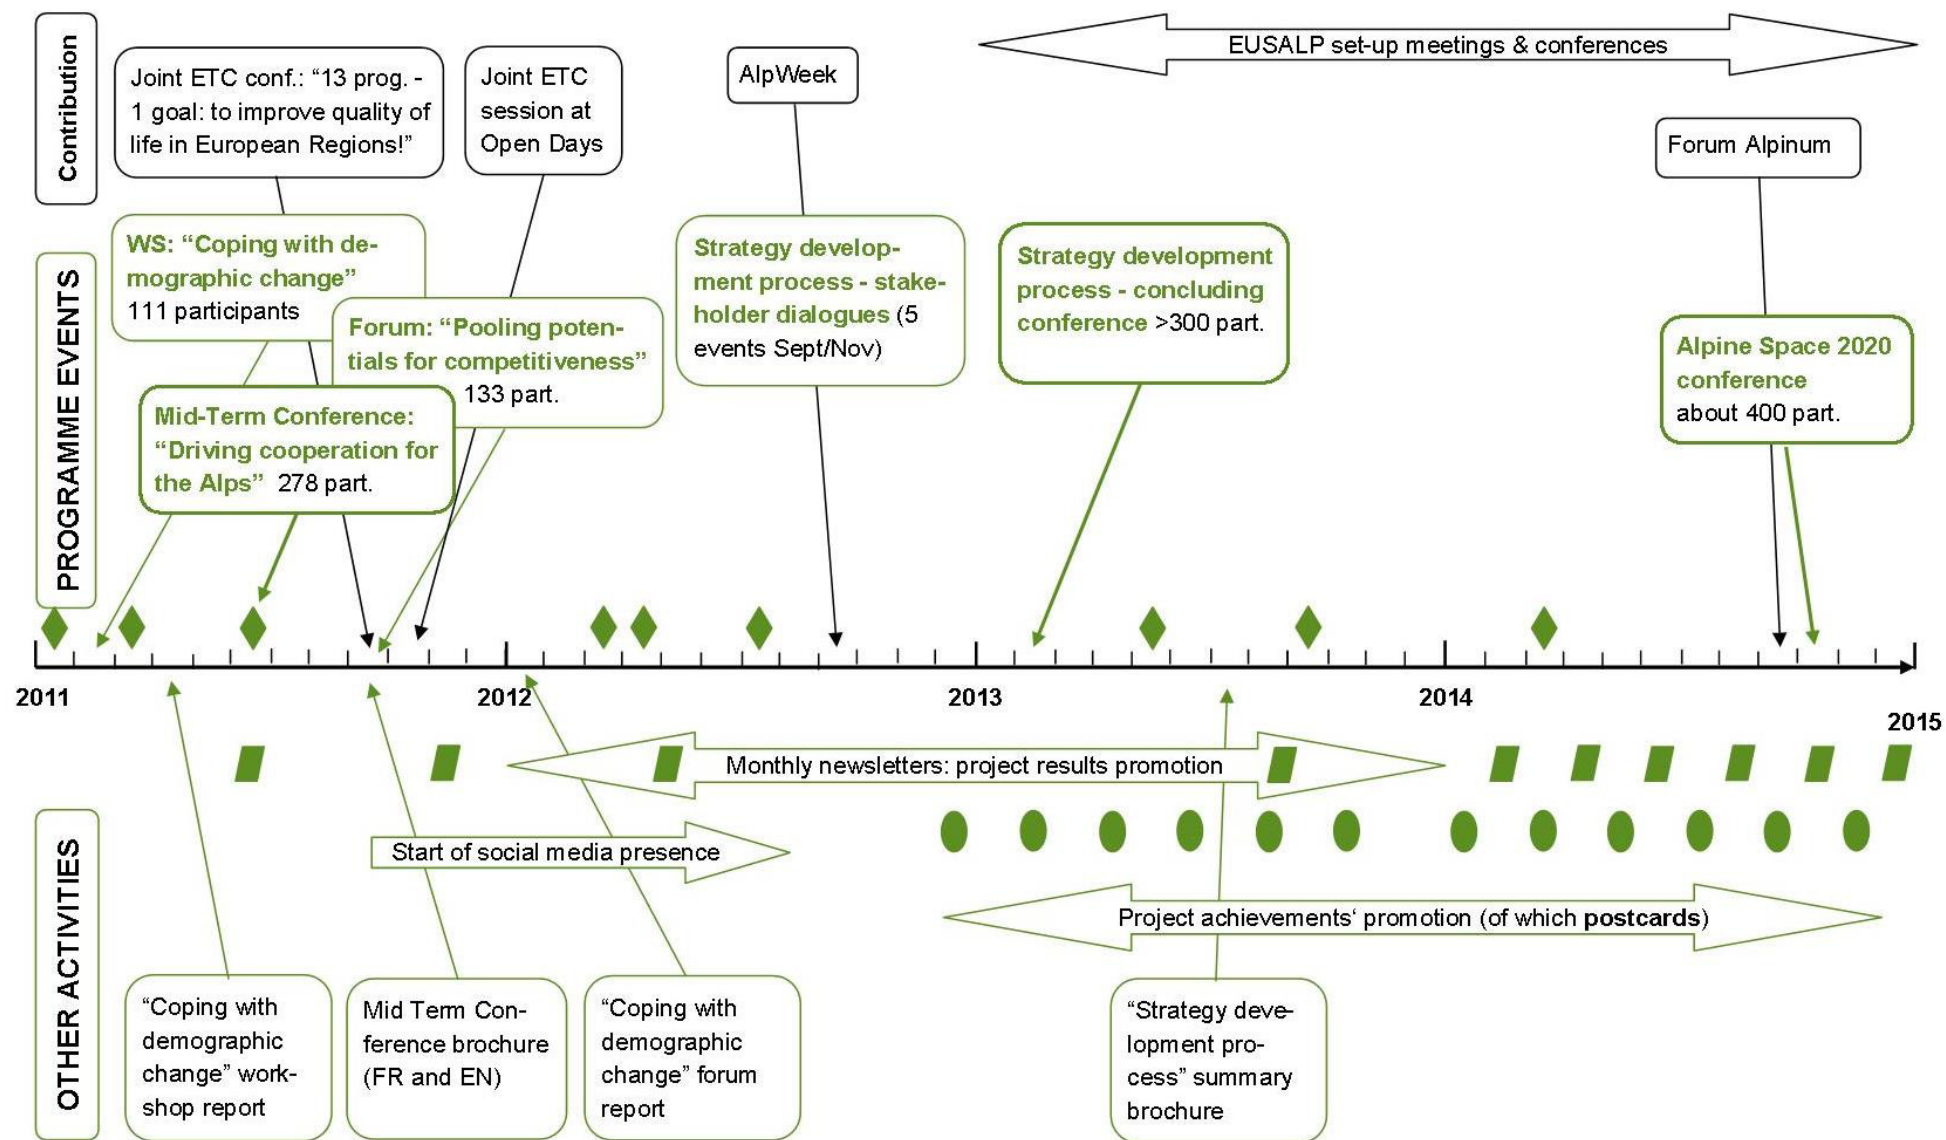 Contribution
Joint ETC conf.: “13 prog. -
1 goal: to improve quality of
life in European Regions!”
Joint ETC
session at
Open Days
AlpWeek
EUSALP set-up meetings & conferences
Forum Alpinum
PROGRAMME EVENTS
WS: “Coping with de-
mographic change”
111 participants
Forum: “Pooling poten-
tials for competitiveness”
133 part.
Mid-Term Conference:
“Driving cooperation for
the Alps” 278 part.
Strategy develop-
ment process - stake-
holder dialogues (5
events Sept/Nov)
Strategy development
process - concluding
conference >300 part.
Alpine Space 2020
conference
about 400 part.
2011
2012
2013
2014
2015
OTHER ACTIVITIES
Monthly newsletters: project results promotion
Start of social media presence
Project achievements‘ promotion (of which postcards)
“Coping with
demographic
change” work-
shop report
Mid Term Con-
ference brochure
(FR and EN)
“Coping with
demographic
change” forum
report
“Strategy deve-
lopment pro-
cess” summary
brochure